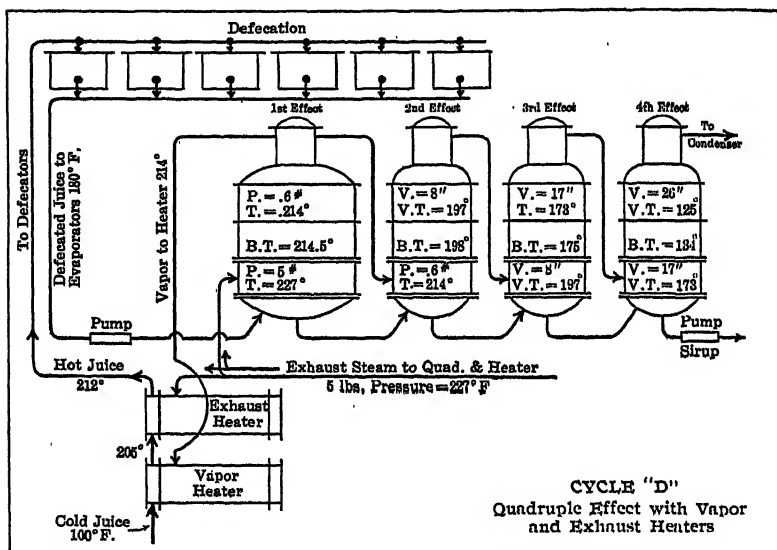 Defecation
1st Effect
2nd Effect
3rd Effect
4th Effect
To
Condenser
To Defecators
Defecated Juice to
Evaporators 180° F.
Vapor to Heater 214°
P. = .6 #
T. = .214°
B.T. = 214.5°
P. = 5 #
T. = 227°
V. = 8"
V.T. = 197°
B.T. = 198°
P. = .6 #
T. = 214°
V. = 17"
T. = 173°
B.T. = 175°
V. = 8"
V.T. = 197°
V. = 26"
V.T. = 125°
B.T. = 134°
V. = 17"
V.T. = 173°
Pump
Pump
Sirup
Hot Juice
212°
Exhaust Steam to Quad. & Heater
5 lbs, Pressure = 227° F
Exhaust
Heater
205°
Vapor
Heater
Cold Juice
100° F.
CYCLE "D"
Quadruple Effect with Vapor
and Exhaust Heaters